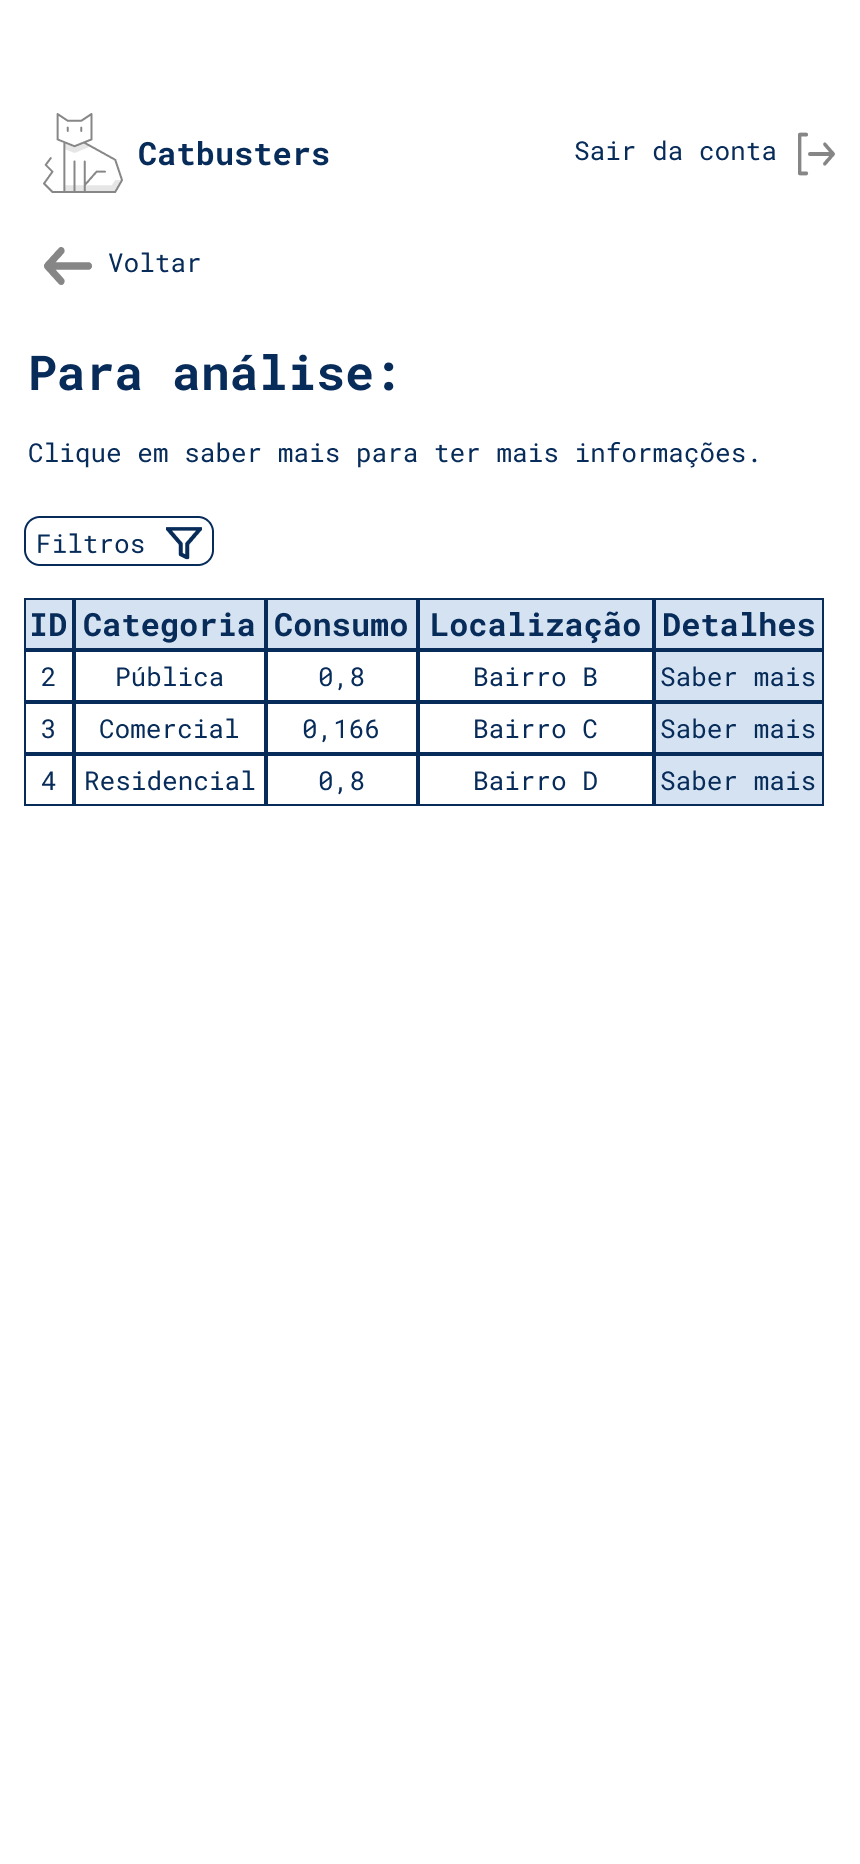 Catbusters Sair da conta
Voltar
Para análise:
Clique em saber mais para ter mais informações.
Filtros
ID Categoria Consumo Localização Detalhes
2 Pública 0,8 Bairro B Saber mais
3 Comercial 0,166 Bairro C Saber mais
4 Residencial 0,8 Bairro D Saber mais